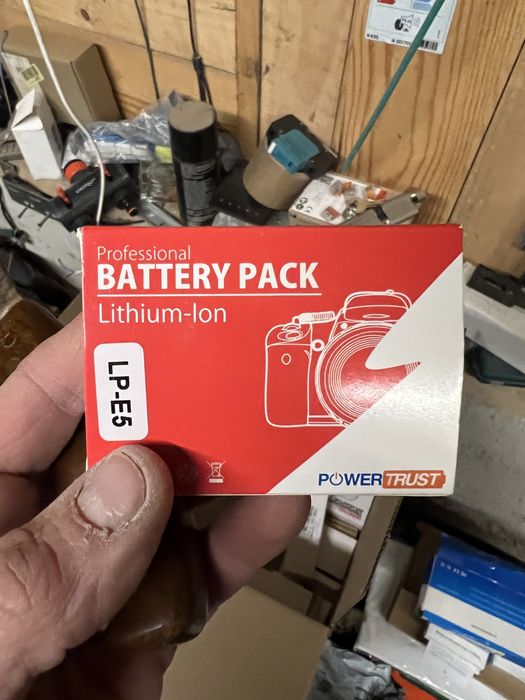 Professional
BATTERY PACK
Lithium-Ion
LP-E5
POWERTRUST